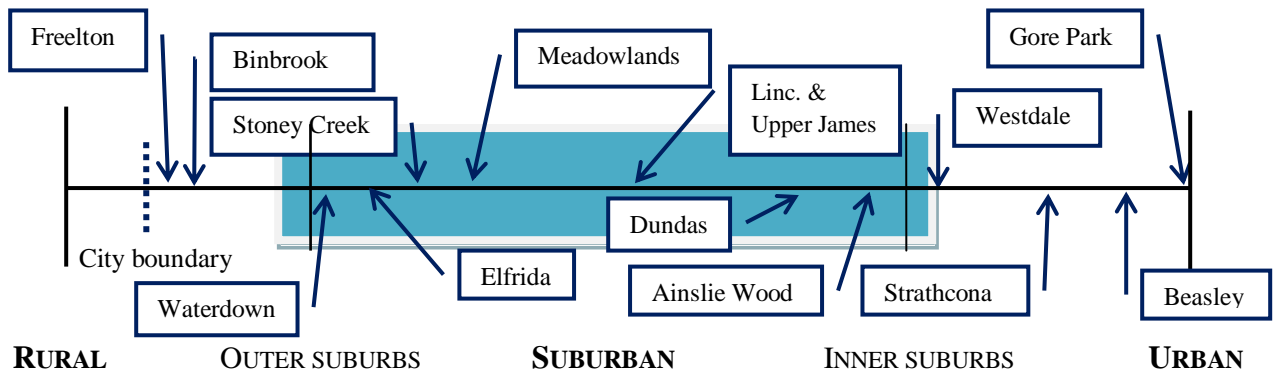 Freelton
Binbrook
Stoney Creek
Meadowlands
Linc. &
Upper James
Westdale
Gore Park
City boundary
Waterdown
Elfrida
Dundas
Ainslie Wood
Strathcona
Beasley
RURAL
OUTER SUBURBS
SUBURBAN
INNER SUBURBS
URBAN